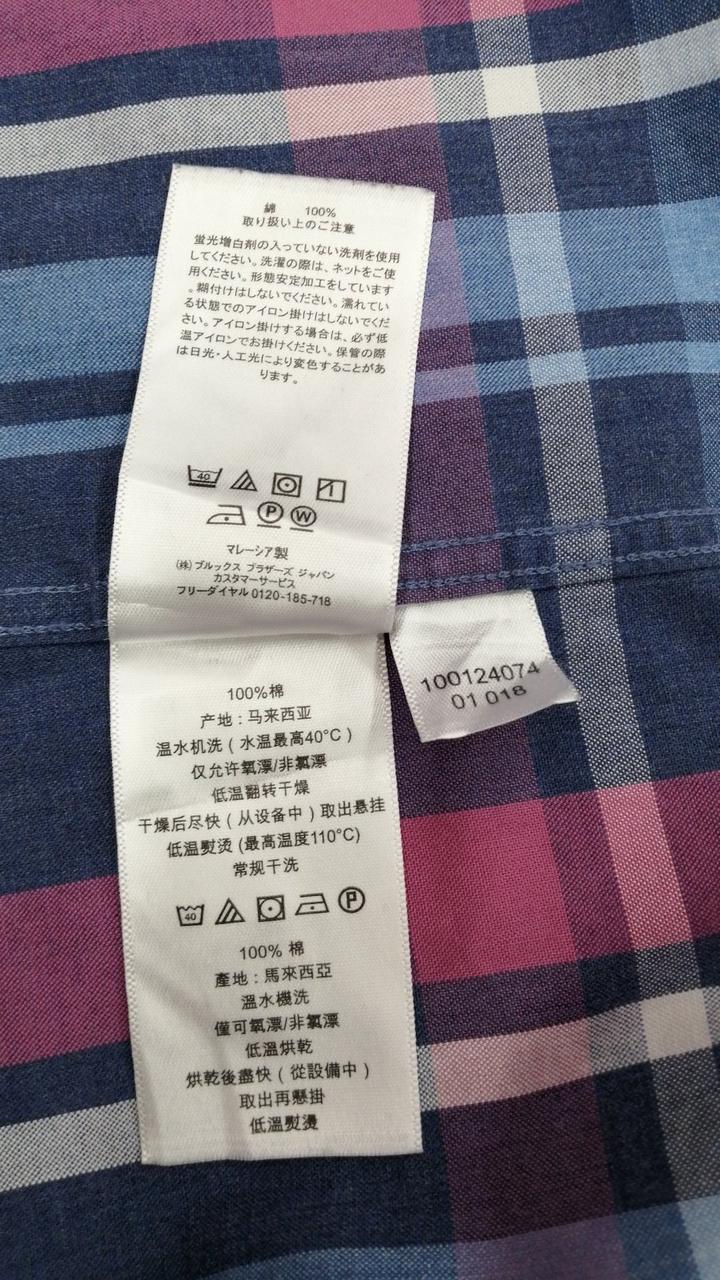 綿 100%
取り扱い上のご注意
蛍光増白剤の入っていない洗剤を使用
してください。洗濯の際は、ネットをご使
用ください。形態安定加工をしています
。糊付けはしないでください。濡れてい
る状態でのアイロン掛けはしないでくだ
さい。アイロン掛けする場合は、必ず低
温アイロンでお掛けください。保管の際
は日光・人工光により変色することがあ
ります。
40
P W
マレーシア製
(株) ブルックス ブラザーズ ジャパン
カスタマーサービス
フリーダイヤル 0120-185-718
100124074
01 018
100%棉
产地 : 马来西亚
温水机洗 ( 水温最高40°C )
仅允许氧漂/非氯漂
低温翻转干燥
干燥后尽快 ( 从设备中 ) 取出悬挂
低温熨烫 (最高温度110°C)
常规干洗
40 P
100% 棉
產地 : 馬來西亞
溫水機洗
僅可氧漂/非氯漂
低溫烘乾
烘乾後盡快 ( 從設備中 )
取出再懸掛
低溫熨燙